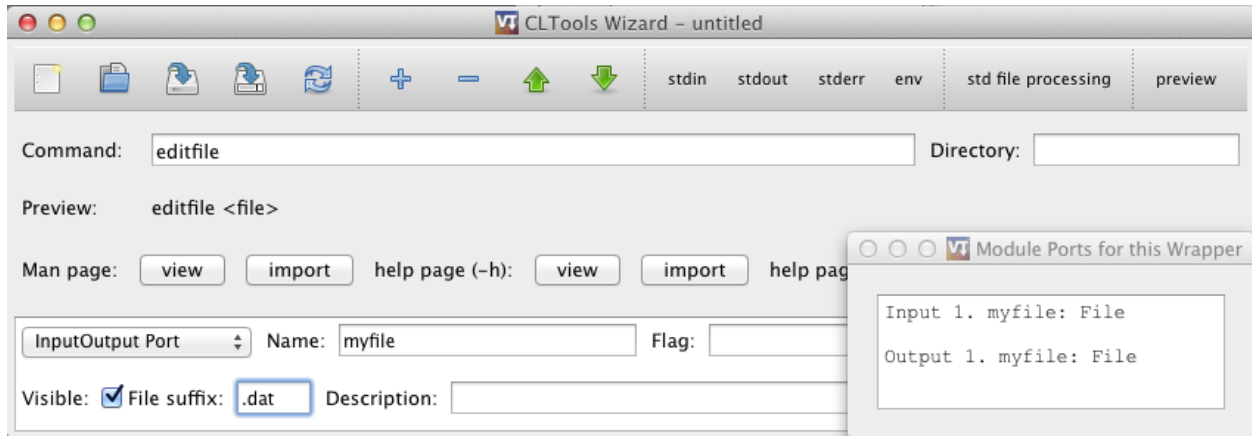 CLTools Wizard – untitled
stdin stdout stderr env std file processing preview
Command: editfile Directory:
Preview: editfile <file>
Man page: view import help page (-h): view import help pag
InputOutput Port Name: myfile Flag:
Visible: File suffix: .dat Description:
Module Ports for this Wrapper
Input 1. myfile: File
Output 1. myfile: File